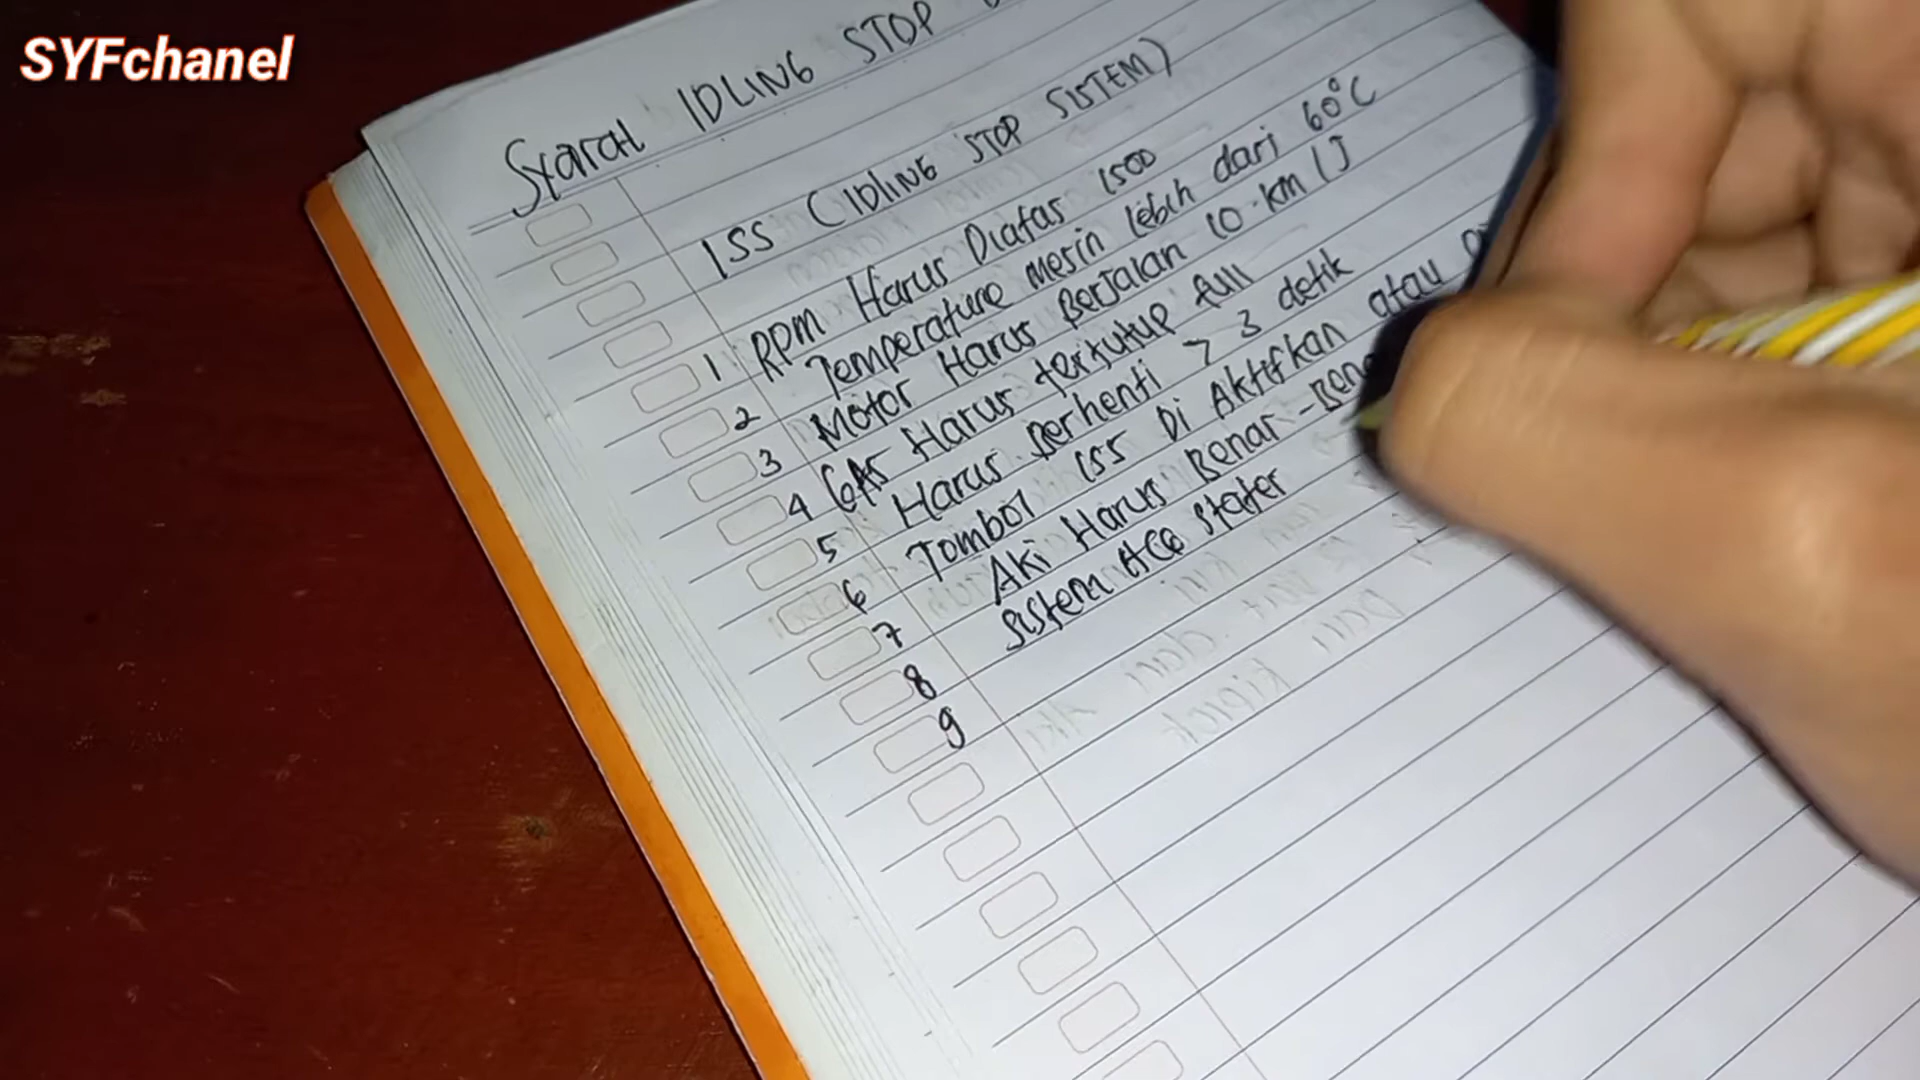 SYFchanel
Syarat IDLING STOP
ISS (IDLING STOP SISTEM)
1 RPM Harus Diatas 1500
2 Temperature mesin lebih dari 60°C
3 Motor Harus Berjalan 10 km/J
4 GAS Harus tertutup full
5 Harus Berhenti > 3 detik
6 Tombol ISS Di Aktifkan atau
7 Aki Harus Benar-
8 Sistem ACG Stater
9